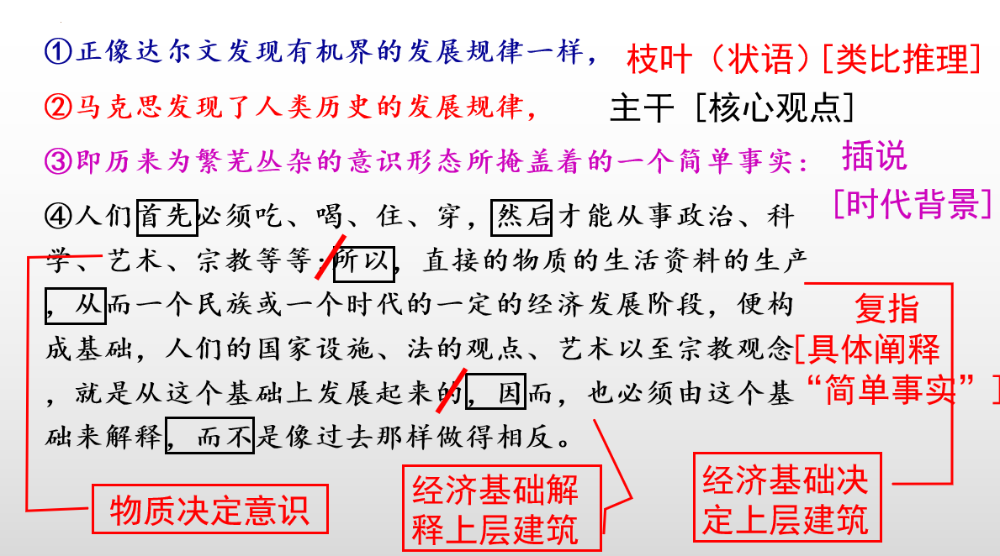 ①正像达尔文发现有机界的发展规律一样，
枝叶（状语）[类比推理]
②马克思发现了人类历史的发展规律，
主干［核心观点］
③即历来为繁芜丛杂的意识形态所掩盖着的一个简单事实：
插说
[时代背景]
④人们首先必须吃、喝、住、穿，然后才能从事政治、科
学、艺术、宗教等等；所以，直接的物质的生活资料的生产
，从而一个民族或一个时代的一定的经济发展阶段，便构
成基础，人们的国家设施、法的观点、艺术以至宗教观念
，就是从这个基础上发展起来的，因而，也必须由这个基
础来解释，而不是像过去那样做得相反。
复指
[具体阐释
“简单事实”]
物质决定意识
经济基础解
释上层建筑
经济基础决
定上层建筑